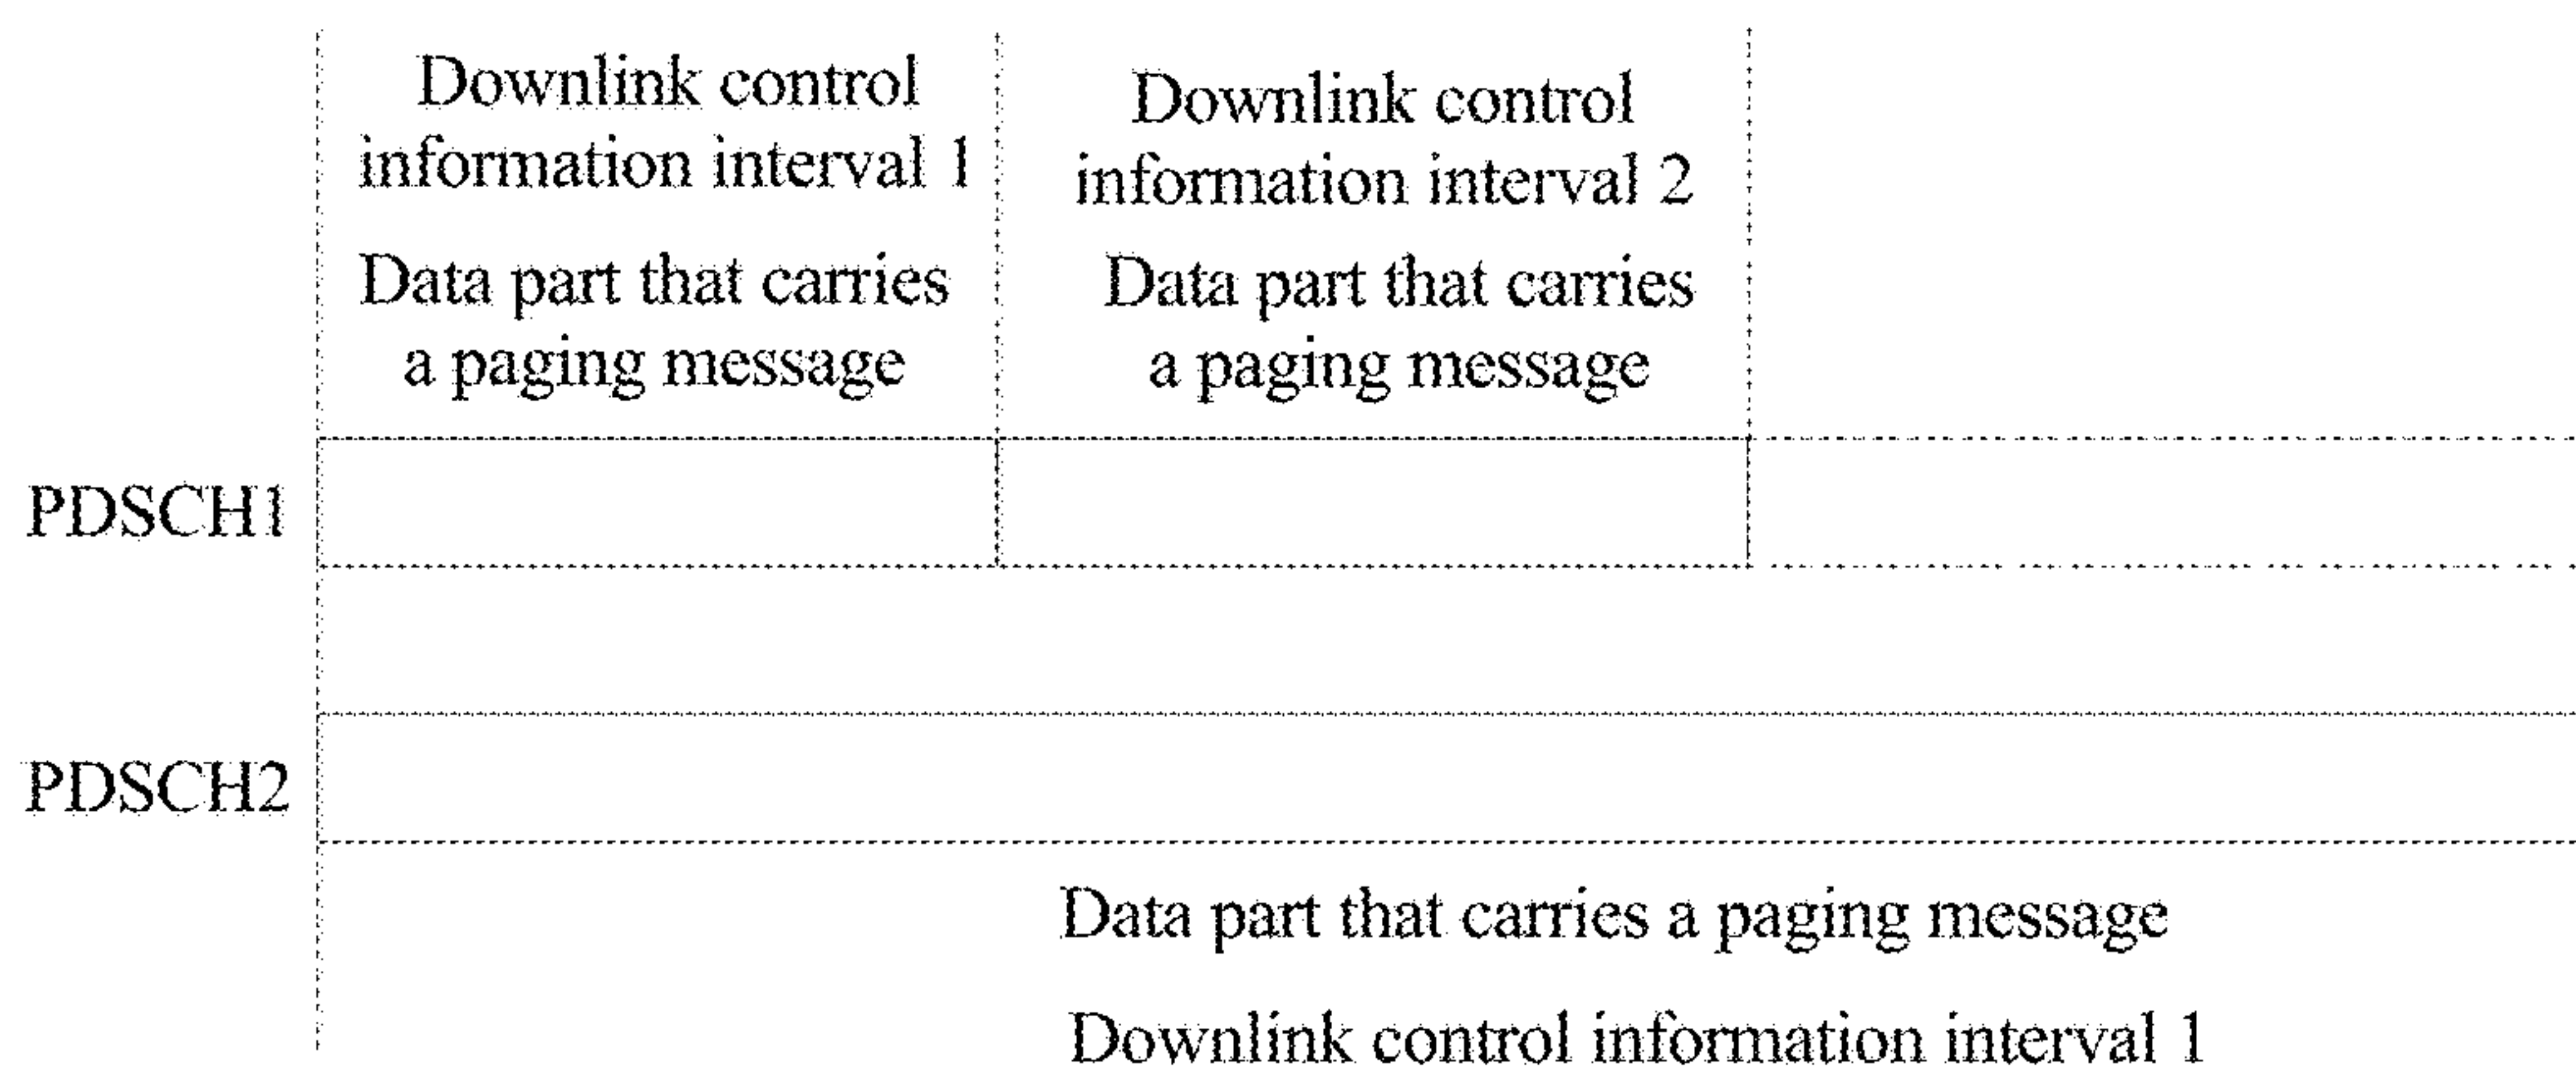 Downlink control
information interval 1
Data part that carries
a paging message
Downlink control
information interval 2
Data part that carries
a paging message
PDSCH1
PDSCH2
Data part that carries a paging message
Downlink control information interval 1